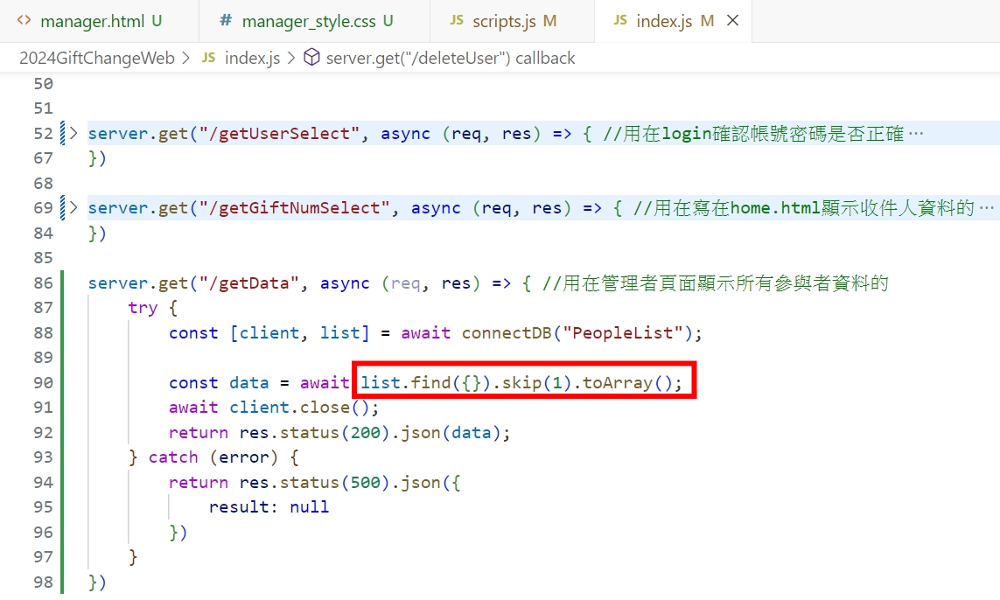 manager.html U
# manager_style.css U
JS scripts.js M
JS index.js M
2024GiftChangeWeb > JS index.js > server.get("/deleteUser") callback
50
51
52 server.get("/getUserSelect", async (req, res) => { //用在login確認帳號密碼是否正確…
67 })
68
69 server.get("/getGiftNumSelect", async (req, res) => { //用在寫在home.html顯示收件人資料的…
84 })
85
86 server.get("/getData", async (req, res) => { //用在管理者頁面顯示所有參與者資料的
87 try {
88 const [client, list] = await connectDB("PeopleList");
89
90 const data = await list.find({}).skip(1).toArray();
91 await client.close();
92 return res.status(200).json(data);
93 } catch (error) {
94 return res.status(500).json({
95 result: null
96 })
97 }
98 })